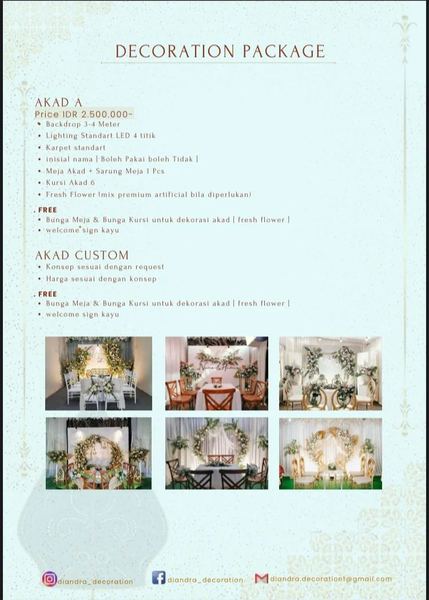 DECORATION PACKAGE
AKAD A
Price IDR 2.500,000-
• Backdrop 3-4 Meter
• Lighting Standart LED 4 titik
• Karpet standart
• inisial nama | Boleh Pakai boleh Tidak |
• Meja Akad + Sarung Meja 1 Pcs
• Kursi Akad 6
• Fresh Flower (mix premium artificial bila diperlukan)
. FREE
• Bunga Meja & Bunga Kursi untuk dekorasi akad | fresh flower |
• welcome sign kayu
AKAD CUSTOM
• Konsep sesuai dengan request
• Harga sesuai dengan konsep
. FREE
• Bunga Meja & Bunga Kursi untuk dekorasi akad | fresh flower |
• welcome sign kayu
diandra_decoration
diandra_decoration
diandra.decoration1@gmail.com